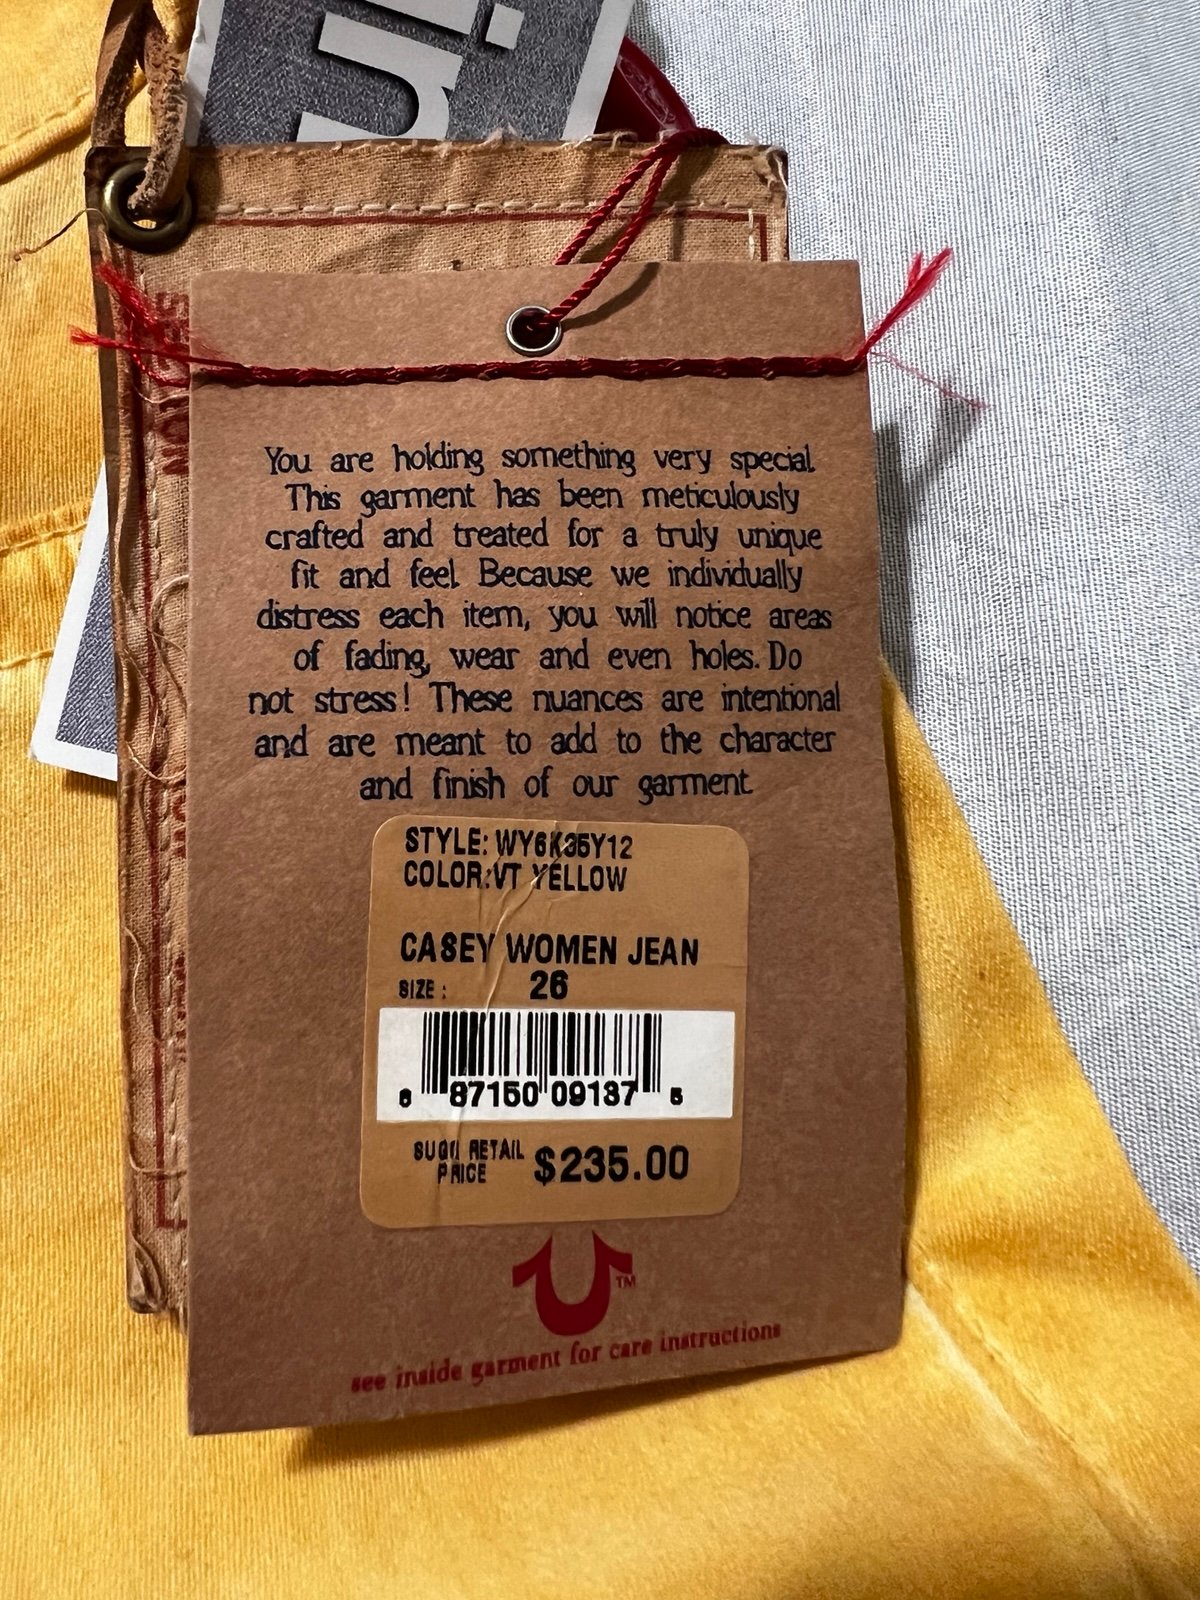 You are holding something very special.
This garment has been meticulously
crafted and treated for a truly unique
fit and feel. Because we individually
distress each item, you will notice areas
of fading, wear and even holes. Do
not stress! These nuances are intentional
and are meant to add to the character
and finish of our garment.
STYLE: WY6K35Y12
COLOR:VT YELLOW
CASEY WOMEN JEAN
SIZE : 26
87150 09137 5
SUGG RETAIL
PRICE $235.00
TM
see inside garment for care instructions